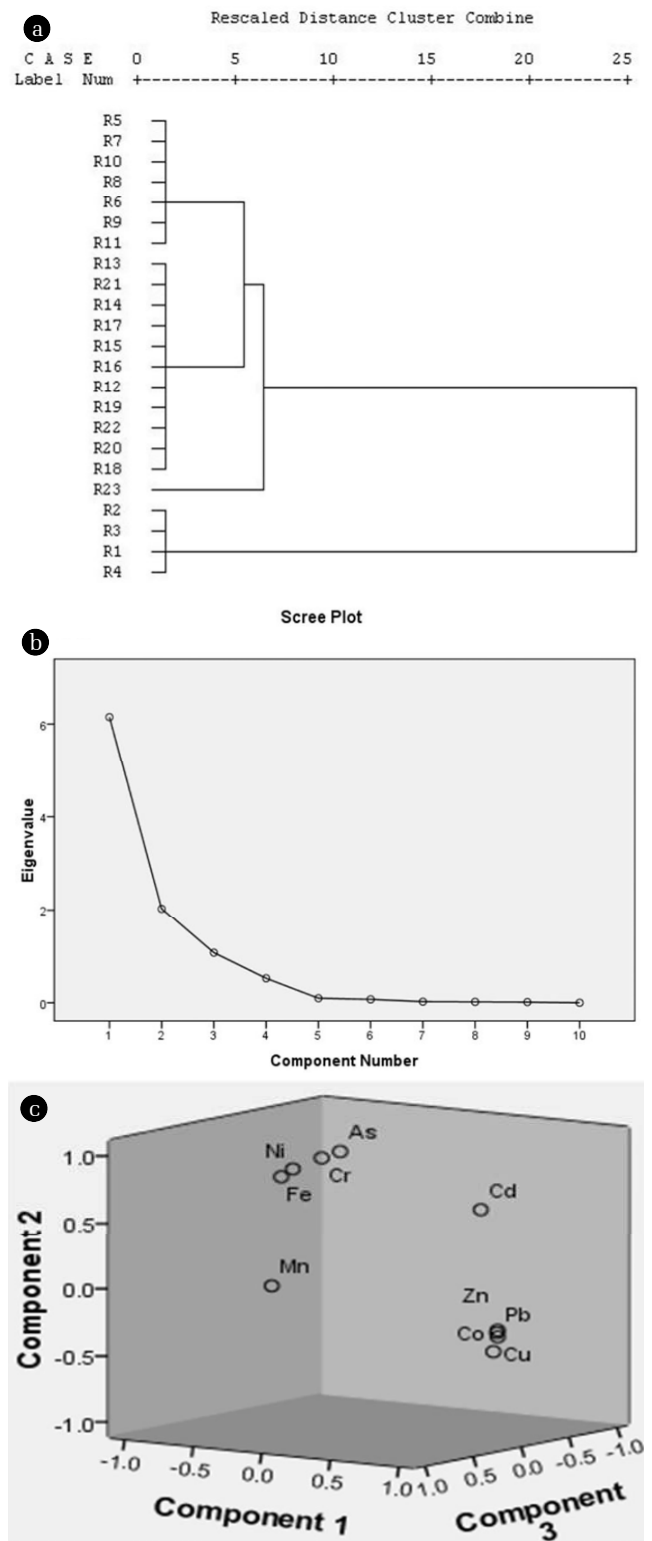 a
Rescaled Distance Cluster Combine
C A S E 0 5 10 15 20 25
Label Num +---------+---------+---------+---------+---------+
R5
R7
R10
R8
R6
R9
R11
R13
R21
R14
R17
R15
R16
R12
R19
R22
R20
R18
R23
R2
R3
R1
R4
Scree Plot
b
Eigenvalue
6
4
2
0
1 2 3 4 5 6 7 8 9 10
Component Number
c
Component 2
1.0
0.5
0.0
-0.5
-1.0
As
Ni
Cr
Fe
Cd
Mn
Zn
Pb
Co
Cu
-1.0 -0.5 0.0 0.5 1.0
1.0 0.5 0.0 -0.5 -1.0
Component 1
Component
3